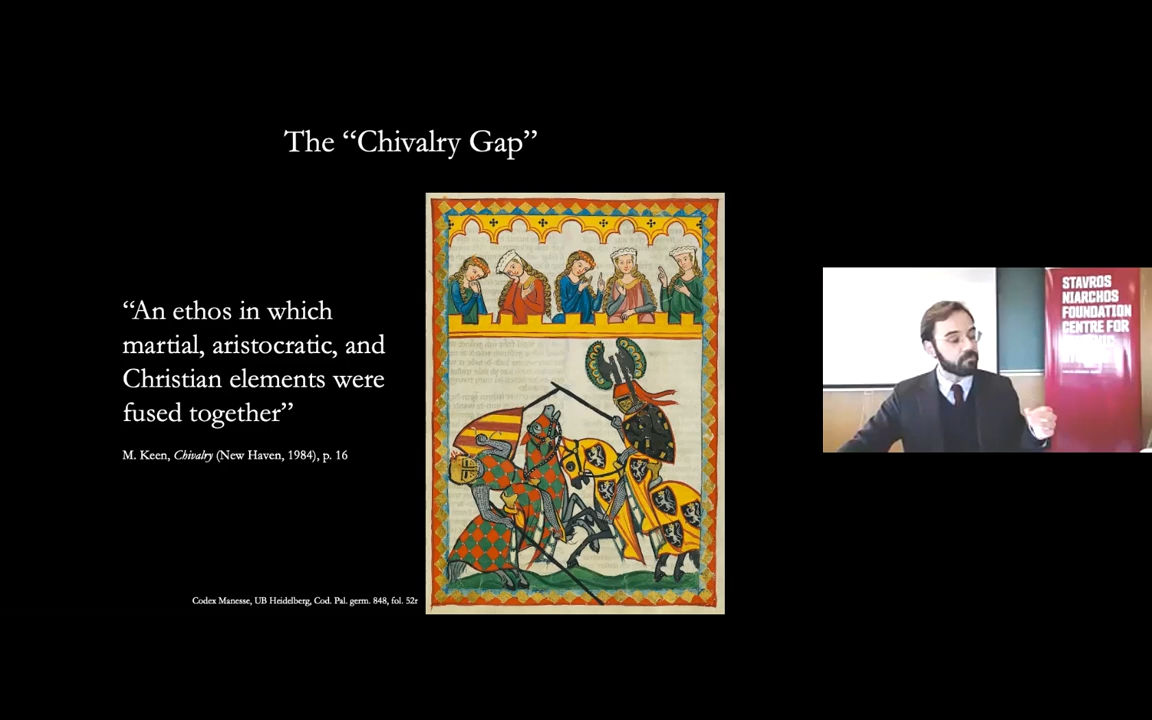 The “Chivalry Gap”
“An ethos in which
martial, aristocratic, and
Christian elements were
fused together”
M. Keen, Chivalry (New Haven, 1984), p. 16
Codex Manesse, UB Heidelberg, Cod. Pal. germ. 848, fol. 52r
STAVROS
NIARCHOS
FOUNDATION
CENTRE FOR